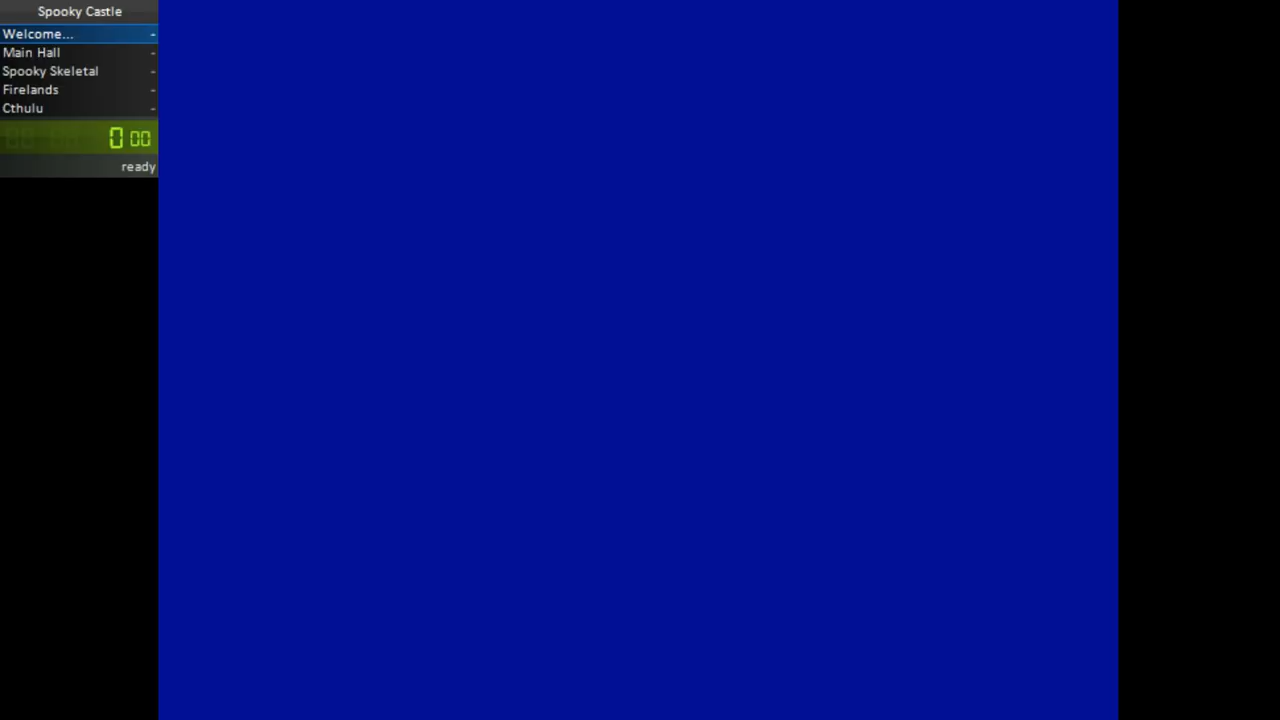 Spooky Castle
Welcome... -
Main Hall -
Spooky Skeletal -
Firelands -
Cthulu -
0 00
ready